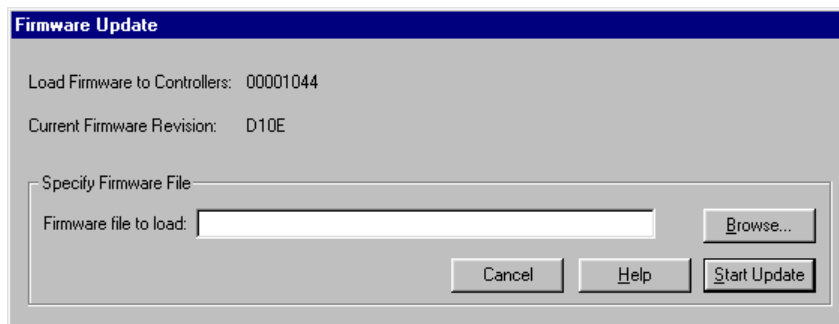 Firmware Update
Load Firmware to Controllers: 00001044
Current Firmware Revision: D10E
Specify Firmware File
Firmware file to load: Browse...
Cancel Help Start Update